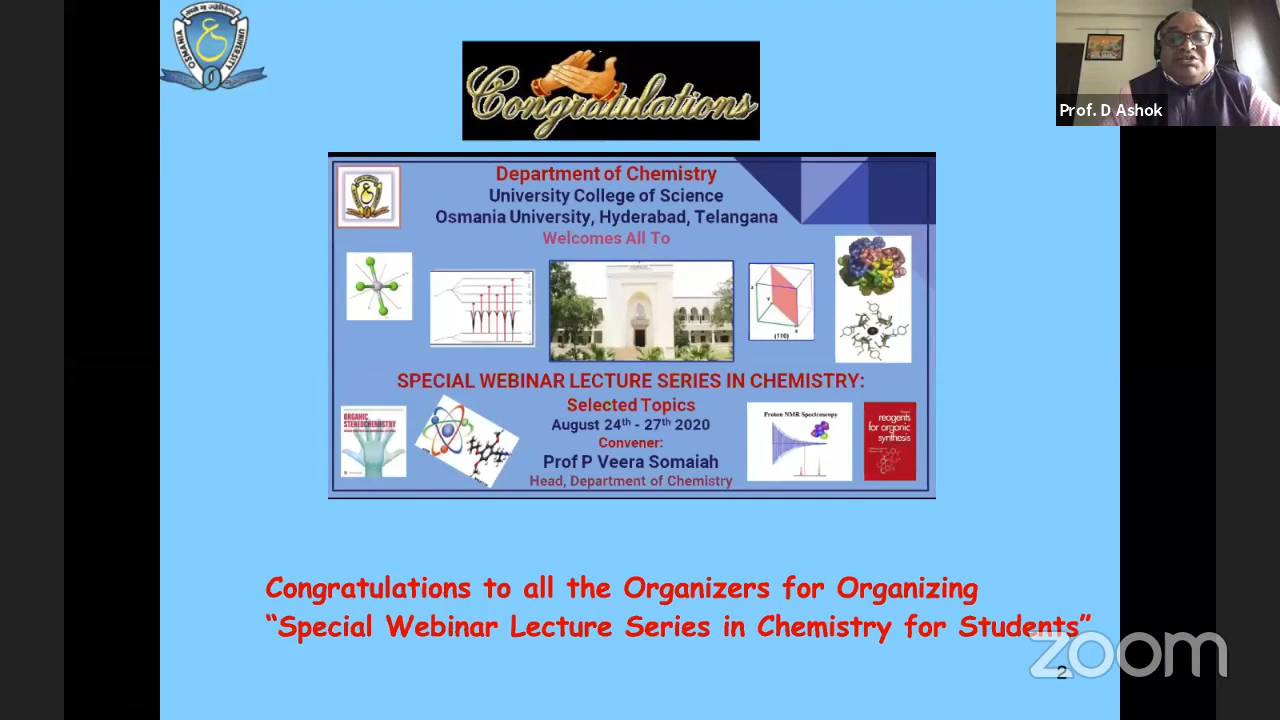 OSMANIA UNIVERSITY
Congratulations
Prof. D Ashok
Department of Chemistry
University College of Science
Osmania University, Hyderabad, Telangana
Welcomes All To
(110)
SPECIAL WEBINAR LECTURE SERIES IN CHEMISTRY:
Selected Topics
August 24th - 27th 2020
Convener:
Prof P Veera Somaiah
Head, Department of Chemistry
ORGANIC
STEREOCHEMISTRY
Proton NMR Spectroscopy
reagents
for organic
synthesis
Congratulations to all the Organizers for Organizing
“Special Webinar Lecture Series in Chemistry for Students”
zoom
2